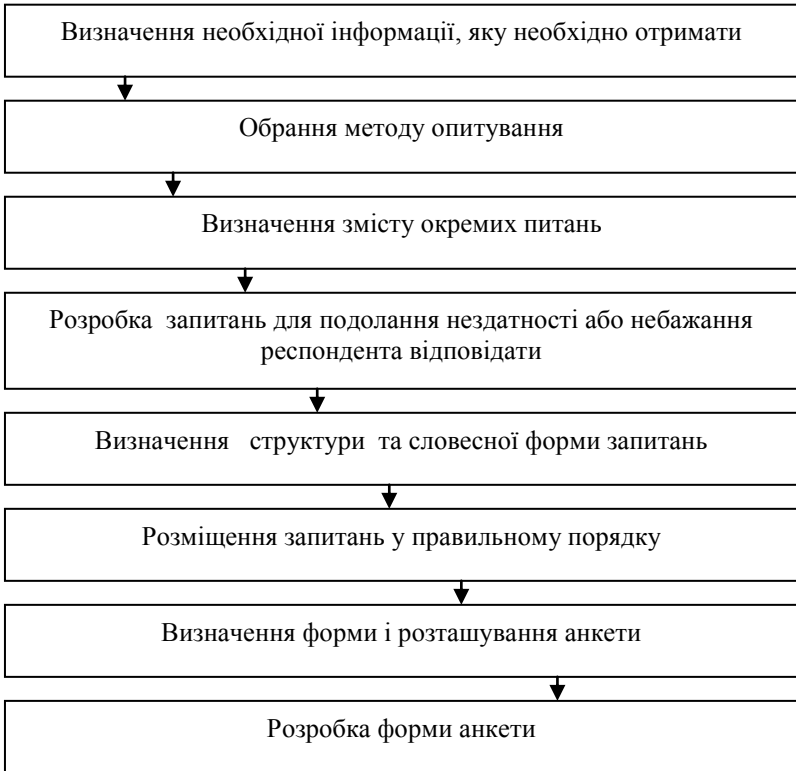 Визначення необхідної інформації, яку необхідно отримати
Обрання методу опитування
Визначення змісту окремих питань
Розробка запитань для подолання нездатності або небажання
респондента відповідати
Визначення структури та словесної форми запитань
Розміщення запитань у правильному порядку
Визначення форми і розташування анкети
Розробка форми анкети